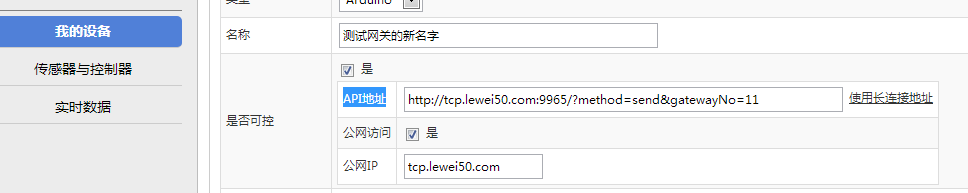 类型 Arduino
我的设备
名称 测试网关的新名字
传感器与控制器
是否可控 是
API地址 http://tcp.lewei50.com:9965/?method=send&gatewayNo=11 使用长连接地址
实时数据
公网访问 是
公网IP tcp.lewei50.com